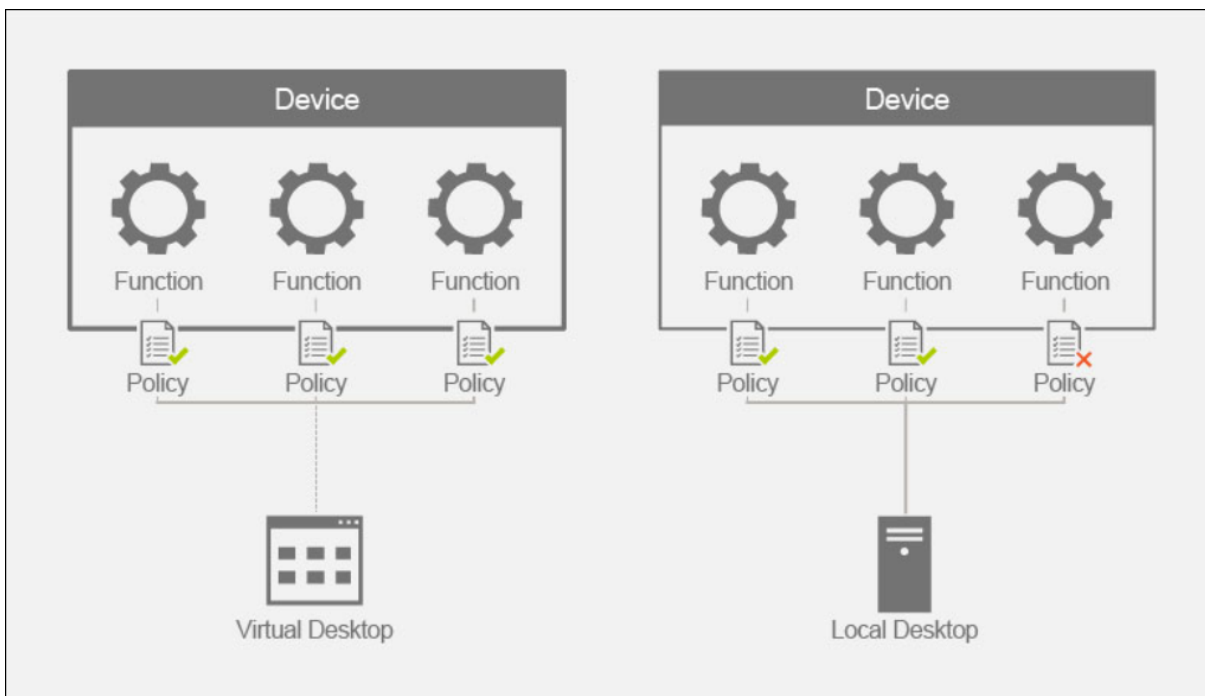 Device
Function Function Function
Policy Policy Policy
Virtual Desktop
Device
Function Function Function
Policy Policy Policy
Local Desktop